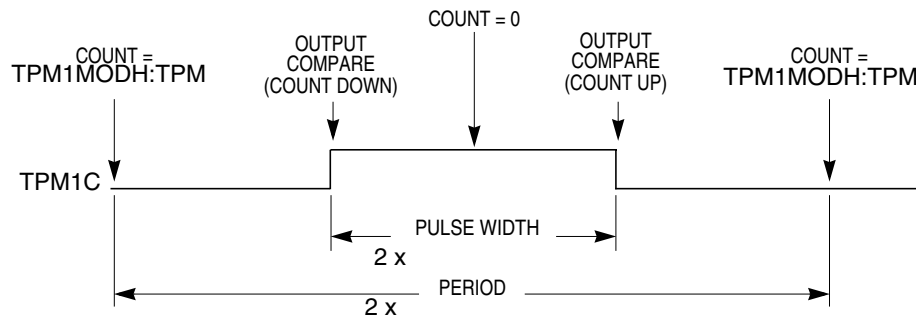 COUNT = 0
COUNT =
TPM1MODH:TPM
OUTPUT
COMPARE
(COUNT DOWN)
OUTPUT
COMPARE
(COUNT UP)
COUNT =
TPM1MODH:TPM
TPM1C
PULSE WIDTH
2 x
PERIOD
2 x